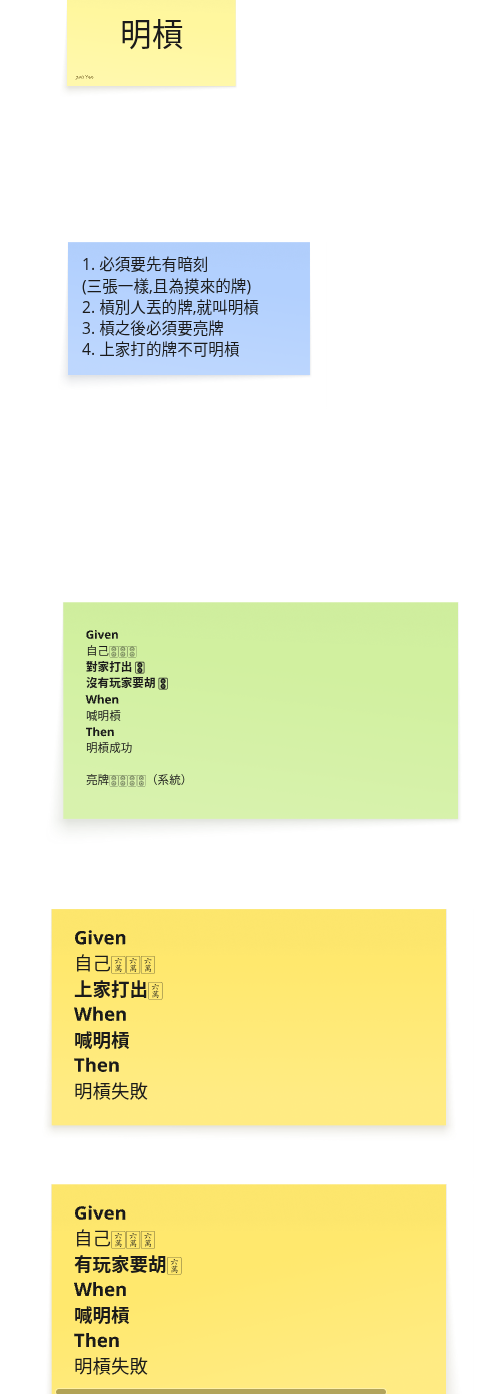 明槓
1. 必須要先有暗刻
(三張一樣,且為摸來的牌)
2. 槓別人丟的牌,就叫明槓
3. 槓之後必須要亮牌
4. 上家打的牌不可明槓
Given
自己🀚🀚🀚
對家打出🀚
沒有玩家要胡🀚
When
喊明槓
Then
明槓成功
亮牌🀚🀚🀚🀚（系統）
Given
自己🀌🀌🀌
上家打出🀌
When
喊明槓
Then
明槓失敗
Given
自己🀌🀌🀌
有玩家要胡🀌
When
喊明槓
Then
明槓失敗